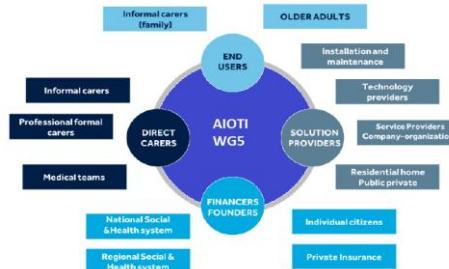 Informal carers
(family)
OLDER ADULTS
END
USERS
Installation and
maintenance
Informal carers
Technology
providers
Professional formal
carers
DIRECT
CARERS
AIOTI
WG5
SOLUTION
PROVIDERS
Service Providers
Company-organizatio
Medical teams
Residential home
Public private
FINANCERS
FOUNDERS
National Social
&Health system
Individual citizens
Regional Social &
Health system
Private Insurance